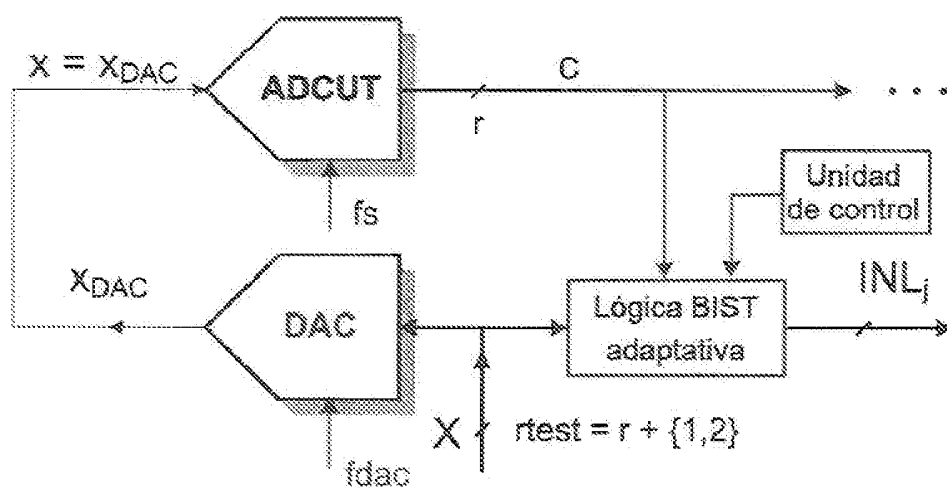 x = xDAC
ADCUT
C
r
. . .
Unidad
de control
fs
xDAC
DAC
Lógica BIST
adaptativa
INLj
X
rtest = r + {1,2}
fdac